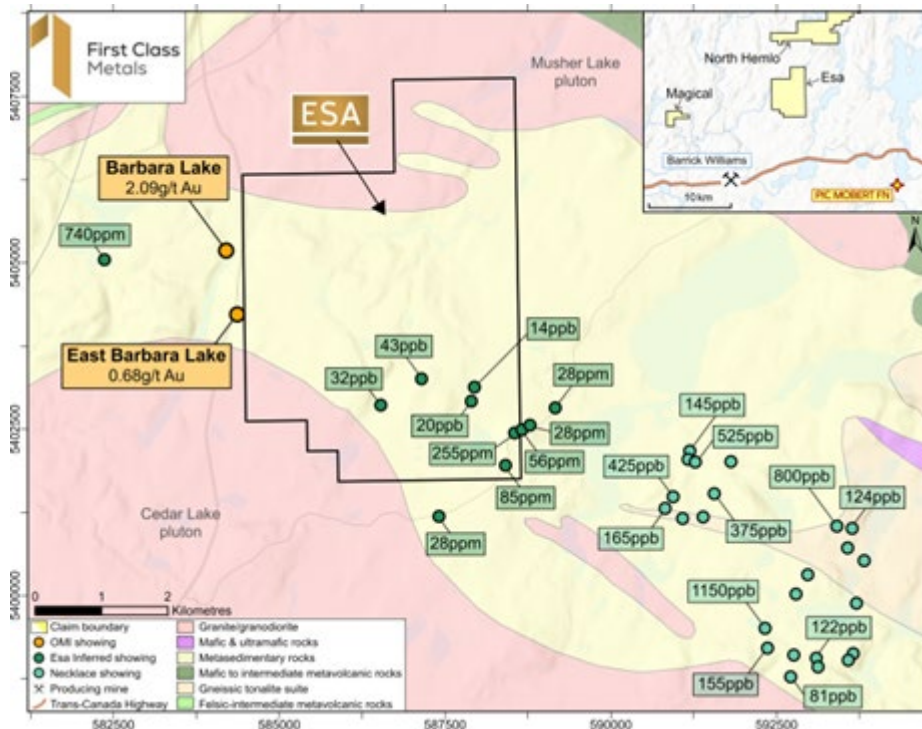 First Class
Metals
ESA
Musher Lake
pluton
North Hemlo
Esa
Magical
Barrick Williams
10 km
PIC MOBERT FN
N
Barbara Lake
2.09g/t Au
740ppm
East Barbara Lake
0.68g/t Au
43ppb
14ppb
32ppb
28ppm
20ppb
145ppb
255ppm
28ppm
525ppb
56ppm
425ppb
85ppm
800ppb
124ppb
Cedar Lake
pluton
28ppm
165ppb
375ppb
1150ppb
122ppb
155ppb
81ppb
0 1 2
Kilometres
Claim boundary
OMI showing
Esa Inferred showing
Necklace showing
Producing mine
Trans-Canada Highway
Granite/granodiorite
Mafic & ultramafic rocks
Metasedimentary rocks
Mafic to intermediate metavolcanic rocks
Gneissic tonalite suite
Felsic-intermediate metavolcanic rocks
5407500
5405000
5402500
5400000
582500
585000
587500
590000
592500